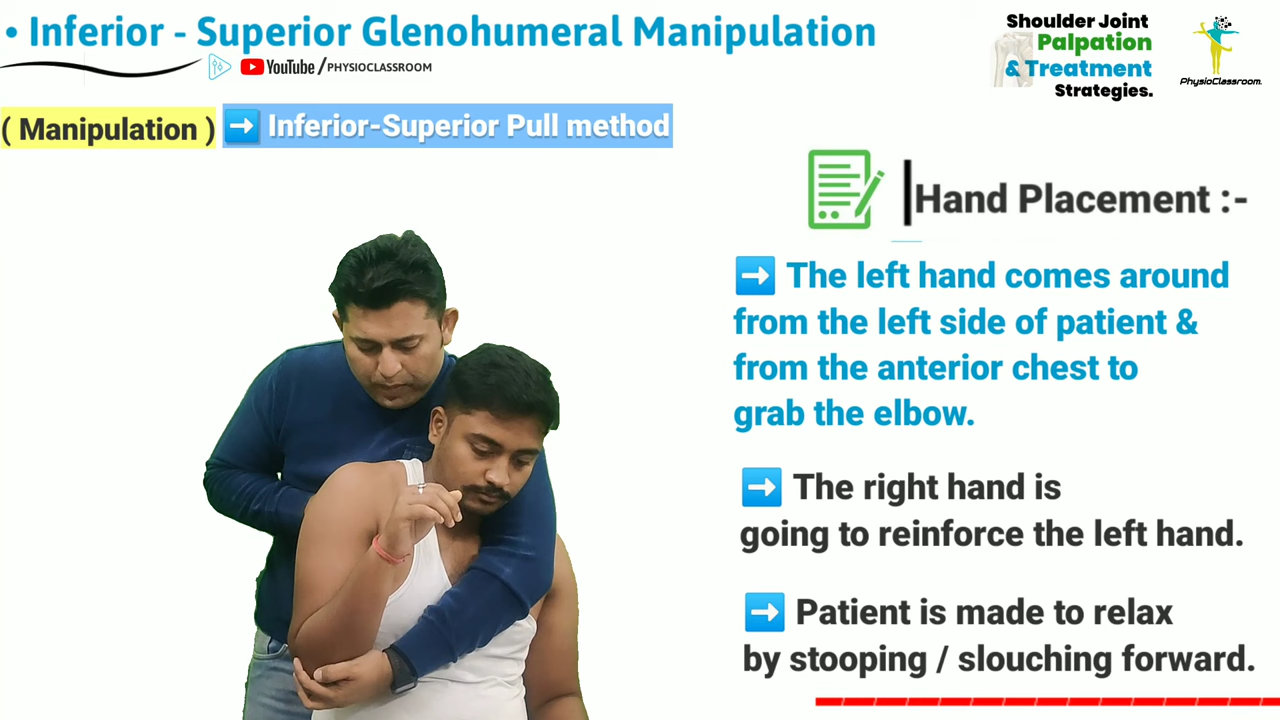 • Inferior - Superior Glenohumeral Manipulation
YouTube / PHYSIOCLASSROOM
Shoulder Joint
Palpation
& Treatment
Strategies.
PhysioClassroom.
( Manipulation ) ➡ Inferior-Superior Pull method
Hand Placement :-
➡ The left hand comes around
from the left side of patient &
from the anterior chest to
grab the elbow.
➡ The right hand is
going to reinforce the left hand.
➡ Patient is made to relax
by stooping / slouching forward.